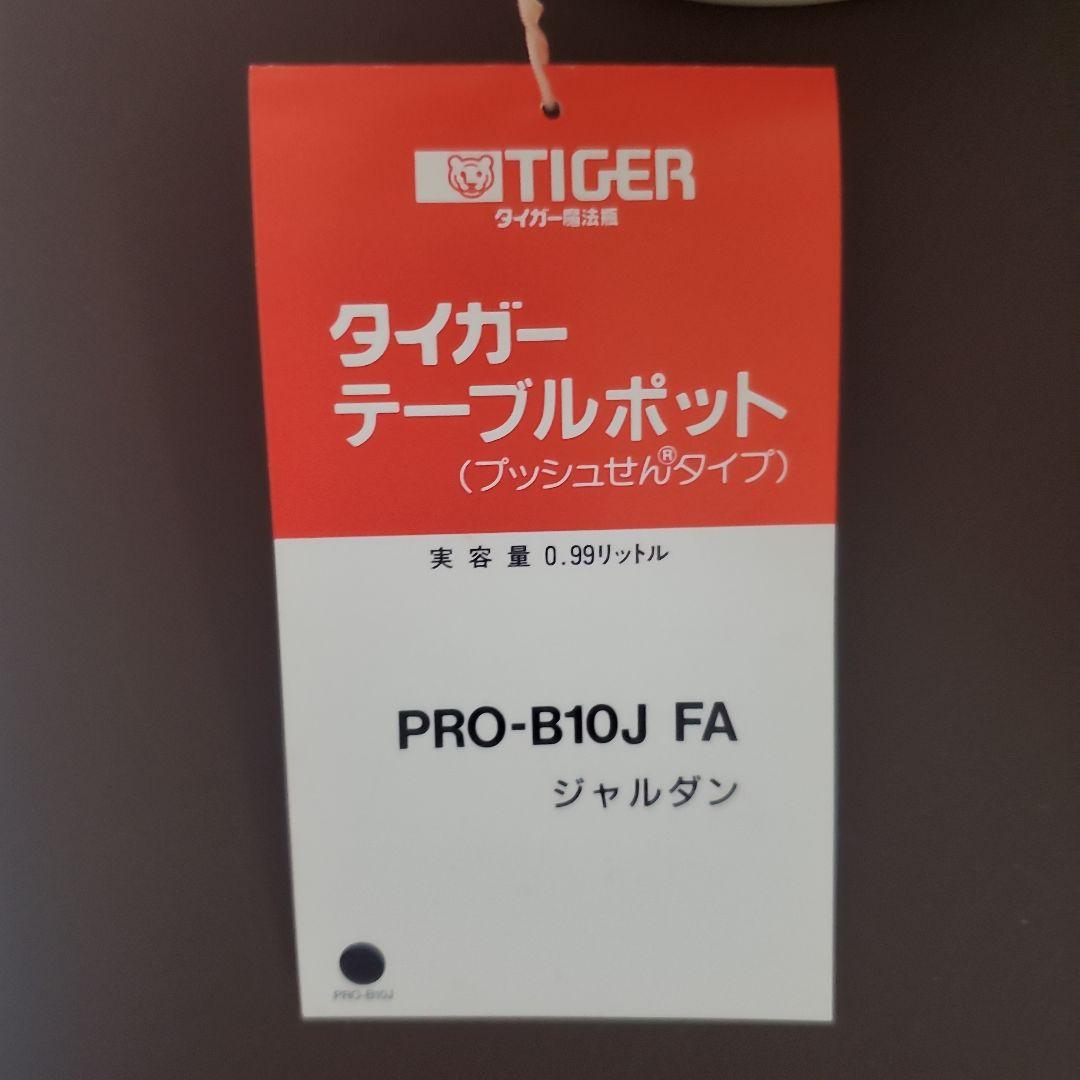 TIGER
タイガー魔法瓶
タイガー
テーブルポット
（プッシュせん®タイプ）
実容量 0.99リットル
PRO-B10J FA
ジャルダン
PRO-B10J